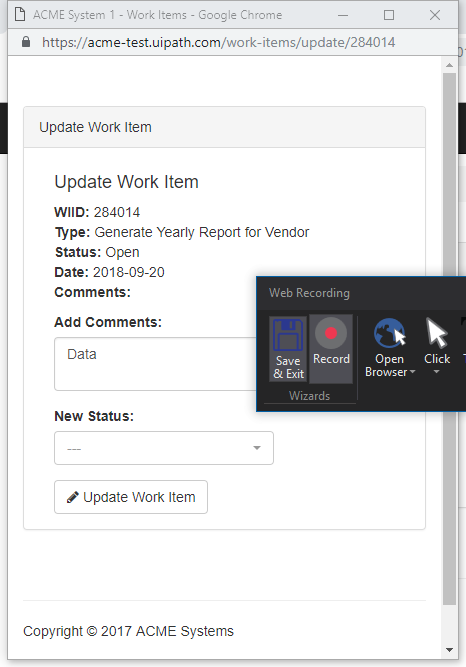 ACME System 1 - Work Items - Google Chrome
https://acme-test.uipath.com/work-items/update/284014
Update Work Item
Update Work Item
WIID: 284014
Type: Generate Yearly Report for Vendor
Status: Open
Date: 2018-09-20
Comments:
Add Comments:
Data
Web Recording
Save
& Exit
Record
Open
Browser
Click
Wizards
New Status:
---
Update Work Item
Copyright © 2017 ACME Systems